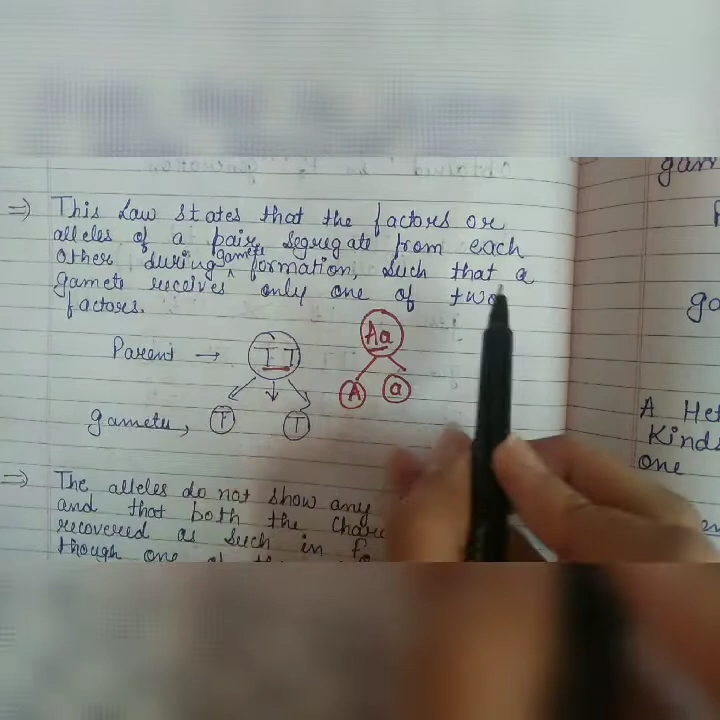 => This Law states that the factors or
alleles of a pair segregate from each
other during gamete formation, such that a
gamete receives only one of two
factors.
Parent → TT Aa
A a
gametes, T T
=> The alleles do not show any
and that both the
recovered as such in
though one
A Het
Kinds
one